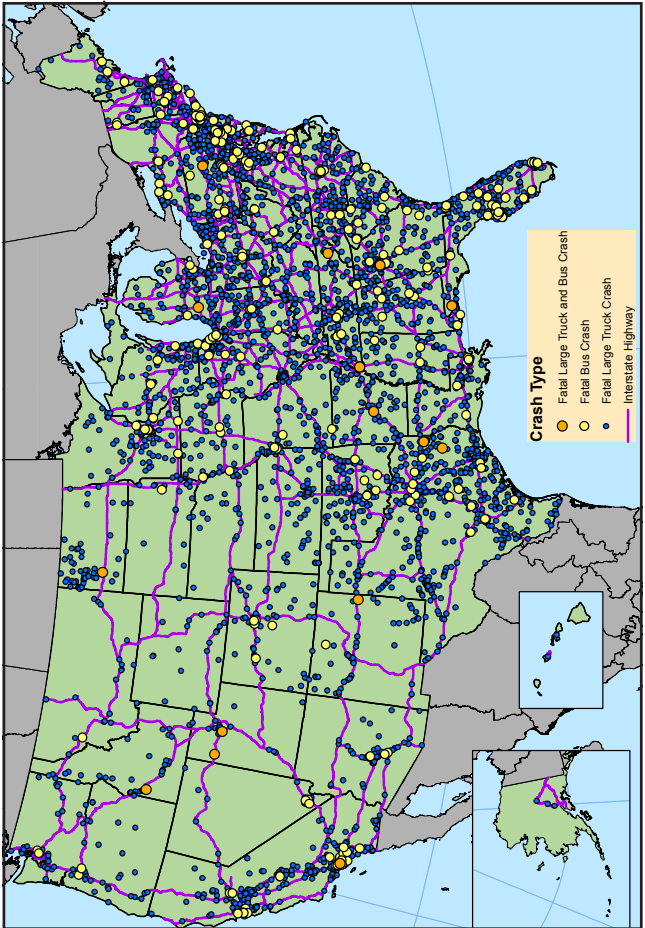 Crash Type
Fatal Large Truck and Bus Crash
Fatal Bus Crash
Fatal Large Truck Crash
Interstate Highway